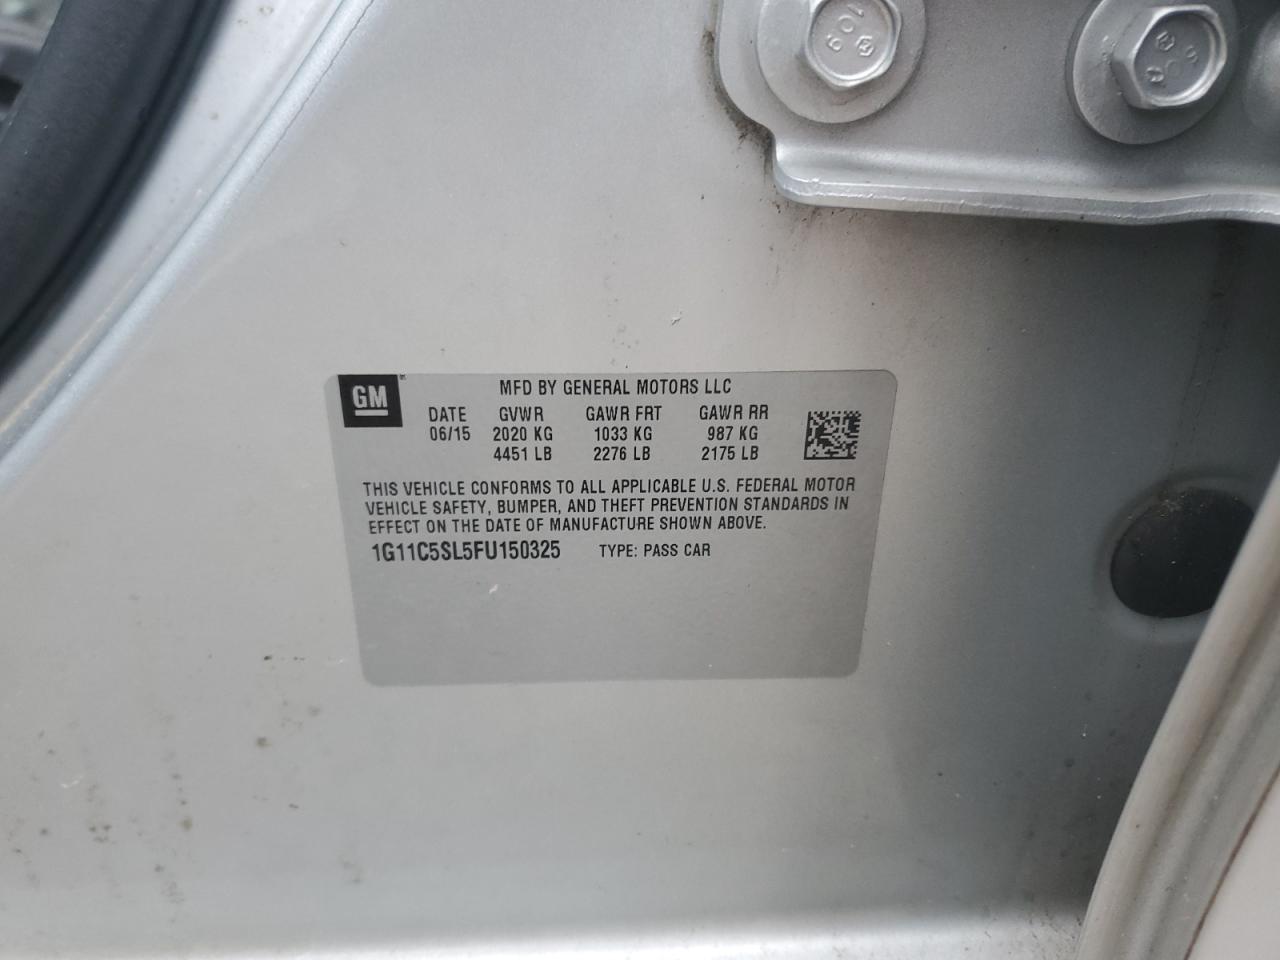 109
GM
MFD BY GENERAL MOTORS LLC
DATE GVWR GAWR FRT GAWR RR
06/15 2020 KG 1033 KG 987 KG
4451 LB 2276 LB 2175 LB
THIS VEHICLE CONFORMS TO ALL APPLICABLE U.S. FEDERAL MOTOR
VEHICLE SAFETY, BUMPER, AND THEFT PREVENTION STANDARDS IN
EFFECT ON THE DATE OF MANUFACTURE SHOWN ABOVE.
1G11C5SL5FU150325 TYPE: PASS CAR